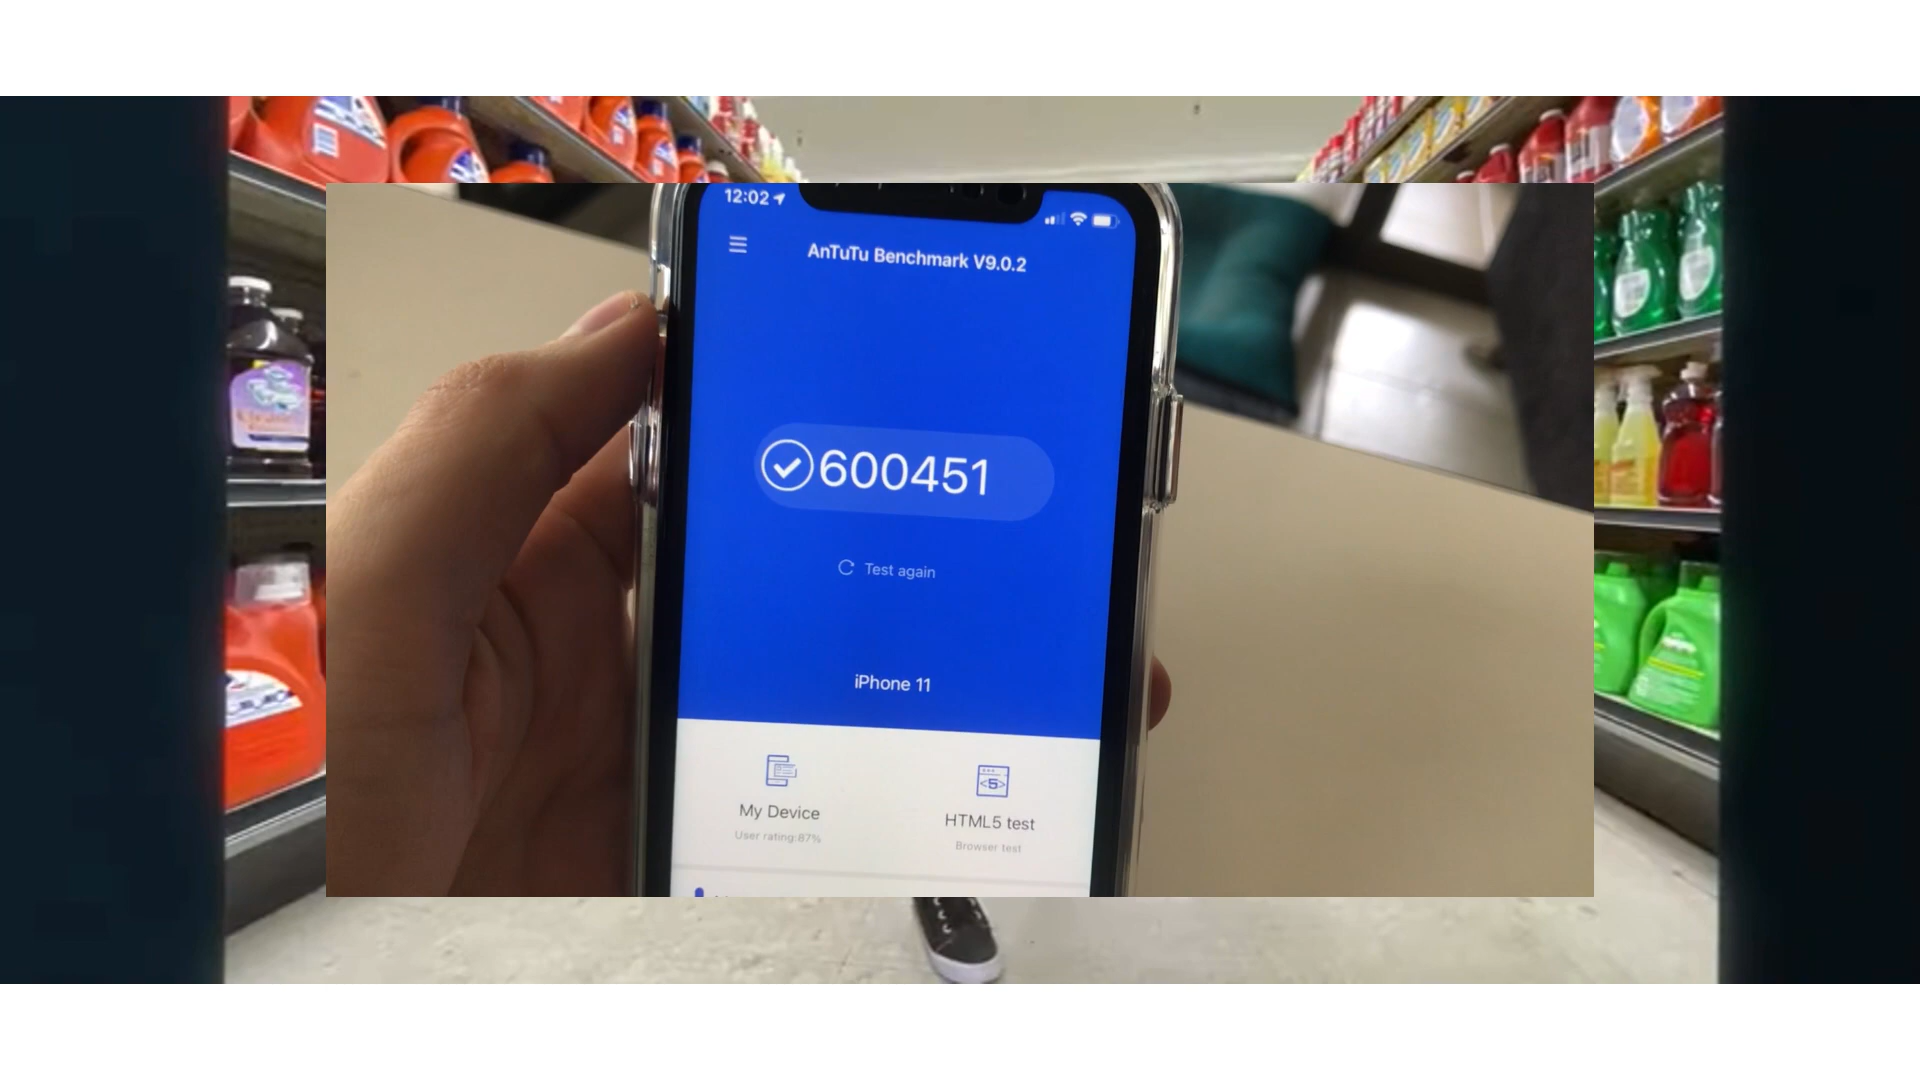 12:02
AnTuTu Benchmark V9.0.2
600451
Test again
iPhone 11
My Device
User rating:87%
HTML5 test
Browser test